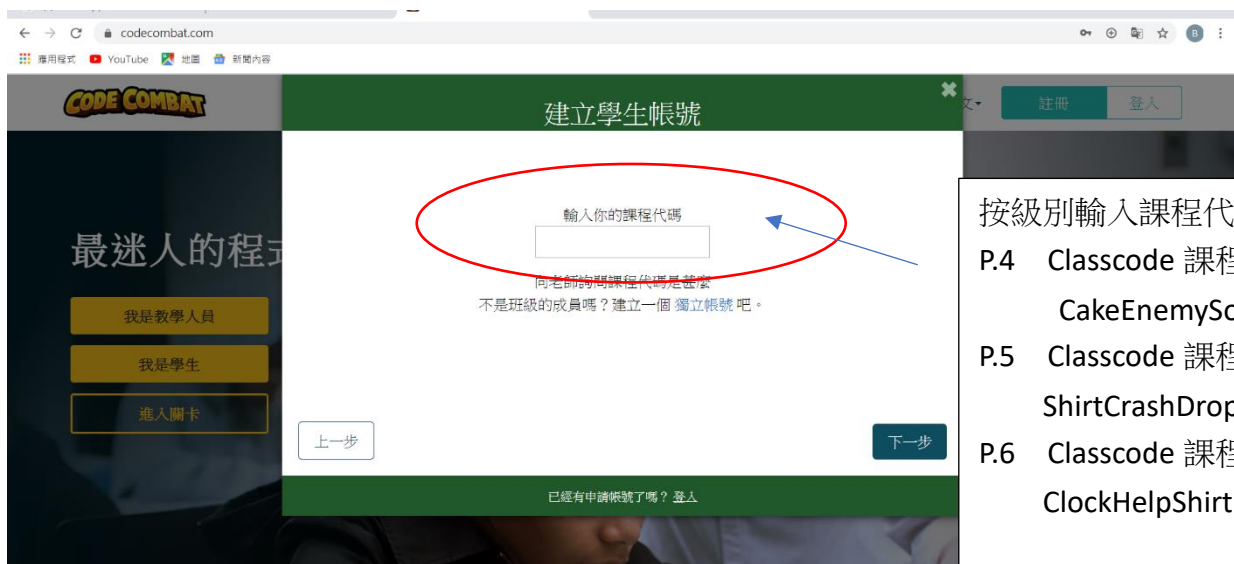 codecombat.com
B
應用程式 YouTube 地圖 新聞內容
CODE COMBAT
建立學生帳號
文
註冊 登入
最迷人的程式
我是教學人員
我是學生
進入關卡
輸入你的課程代碼
向老師詢問課程代碼是甚麼
不是班級的成員嗎？建立一個 獨立帳號 吧。
上一步
下一步
已經有申請帳號了嗎？ 登入
按級別輸入課程代
P.4 Classcode 課程
CakeEnemySc
P.5 Classcode 課程
ShirtCrashDrop
P.6 Classcode 課程
ClockHelpShirt